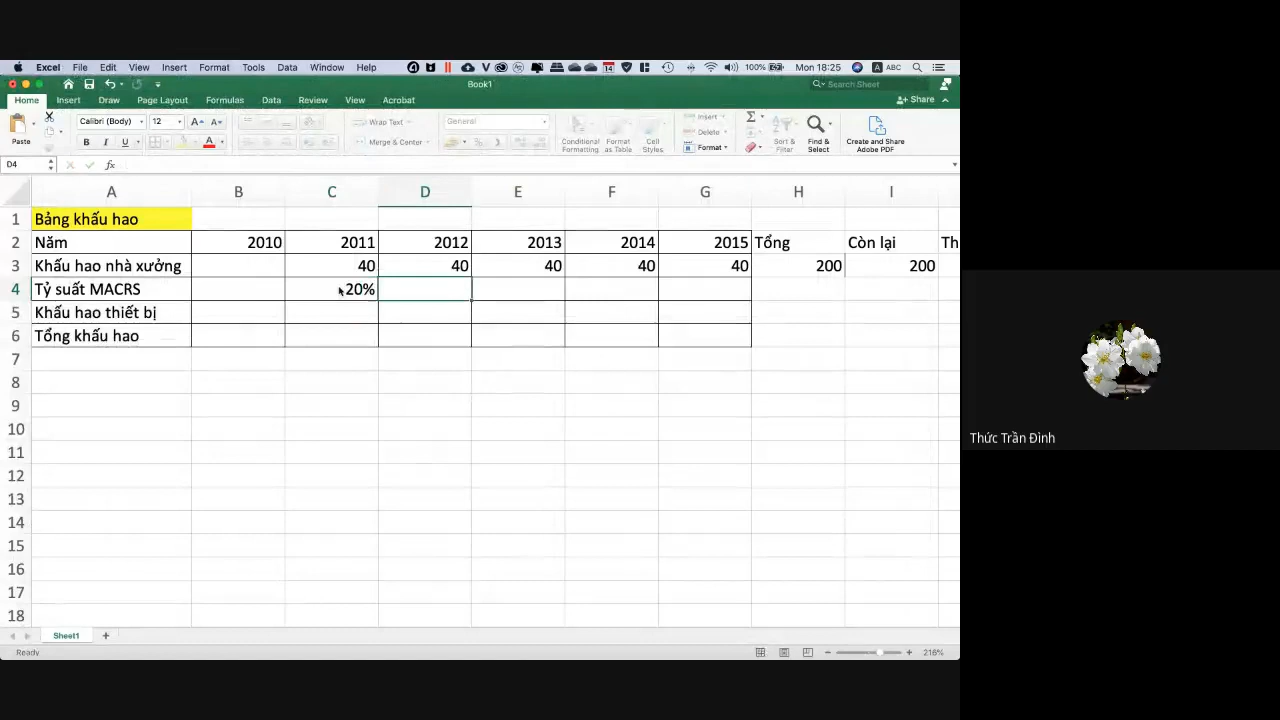 Excel File Edit View Insert Format Tools Data Window Help 14 100% Mon 18:25 A ABC
Book1 Search Sheet
Home Insert Draw Page Layout Formulas Data Review View Acrobat Share
Paste Calibri (Body) 12 A A Wrap Text General Conditional Formatting Format as Table Cell Styles Insert Sort & Filter Find & Select Create and Share Adobe PDF
Delete
B I U A Merge & Center % Format
D4 fx
A B C D E F G H I
1 Bảng khấu hao
2 Năm 2010 2011 2012 2013 2014 2015 Tổng Còn lại Th
3 Khấu hao nhà xưởng 40 40 40 40 40 200 200
4 Tỷ suất MACRS 20%
5 Khấu hao thiết bị
6 Tổng khấu hao
7
8
9
10
11
12
13
14
15
16
17
18
Sheet1 +
Ready 216%
Thức Trần Đình